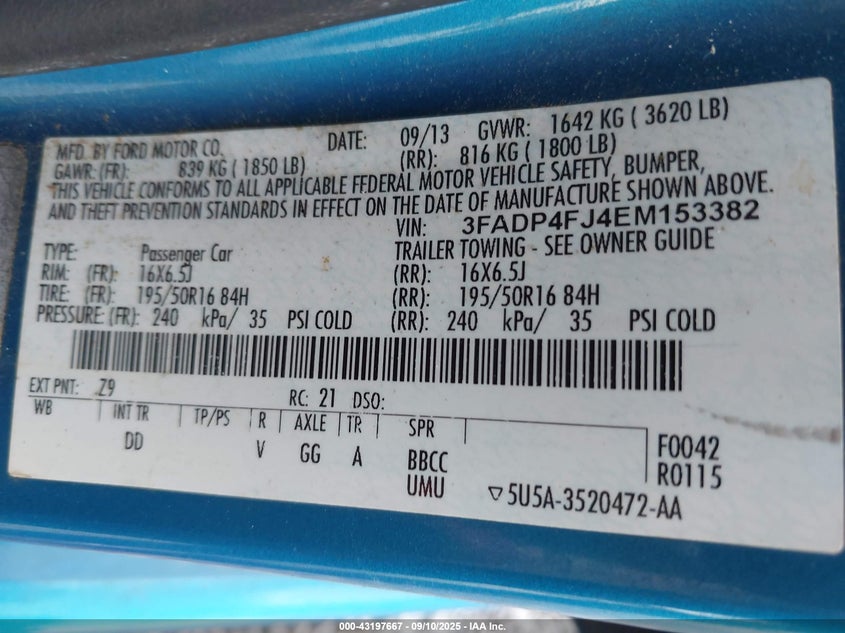 MFD. BY FORD MOTOR CO. DATE: 09/13 GVWR: 1642 KG ( 3620 LB)
GAWR: (FR): 839 KG ( 1850 LB) (RR): 816 KG ( 1800 LB)
THIS VEHICLE CONFORMS TO ALL APPLICABLE FFDERAL MOTOR VEHICLE SAFETY, BUMPER,
AND THEFT PREVENTION STANDARDS IN EFFECT ON THE DATE OF MANUFACTURE SHOWN ABOVE.
VIN: 3FADP4FJ4EM153382
TYPE: Passenger Car TRAILER TOWING - SEE OWNER GUIDE
RIM: (FR): 16X6.5J (RR): 16X6.5J
TIRE: (FR): 195/50R16 84H (RR): 195/50R16 84H
PRESSURE: (FR): 240 kPa/ 35 PSI COLD (RR): 240 kPa/ 35 PSI COLD
EXT PNT: Z9 RC: 21 DSO:
WB INT TR TP/PS R AXLE TR SPR
DD V GG A BBCC F0042
UMU R0115
▽5U5A-3520472-AA
000-43197667 - 09/10/2025 - IAA Inc.